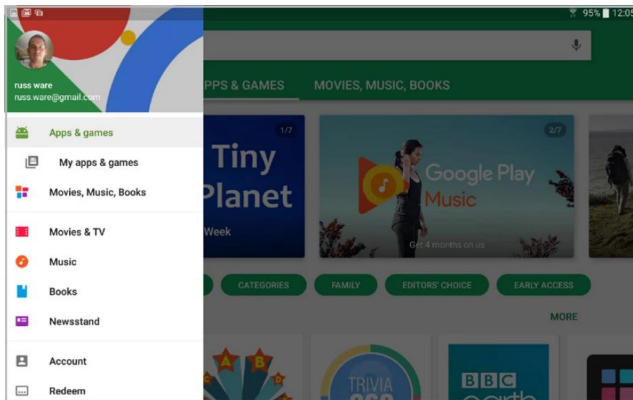 95% 12:05
russ ware
russ.ware@gmail.com
Apps & games
My apps & games
Movies, Music, Books
Movies & TV
Music
Books
Newsstand
Account
Redeem
PPS & GAMES
MOVIES, MUSIC, BOOKS
1/7
Tiny
Planet
Week
2/7
Google Play
Music
Get 4 months on us
CATEGORIES
FAMILY
EDITORS' CHOICE
EARLY ACCESS
MORE
TRIVIA
360
BBC
earth